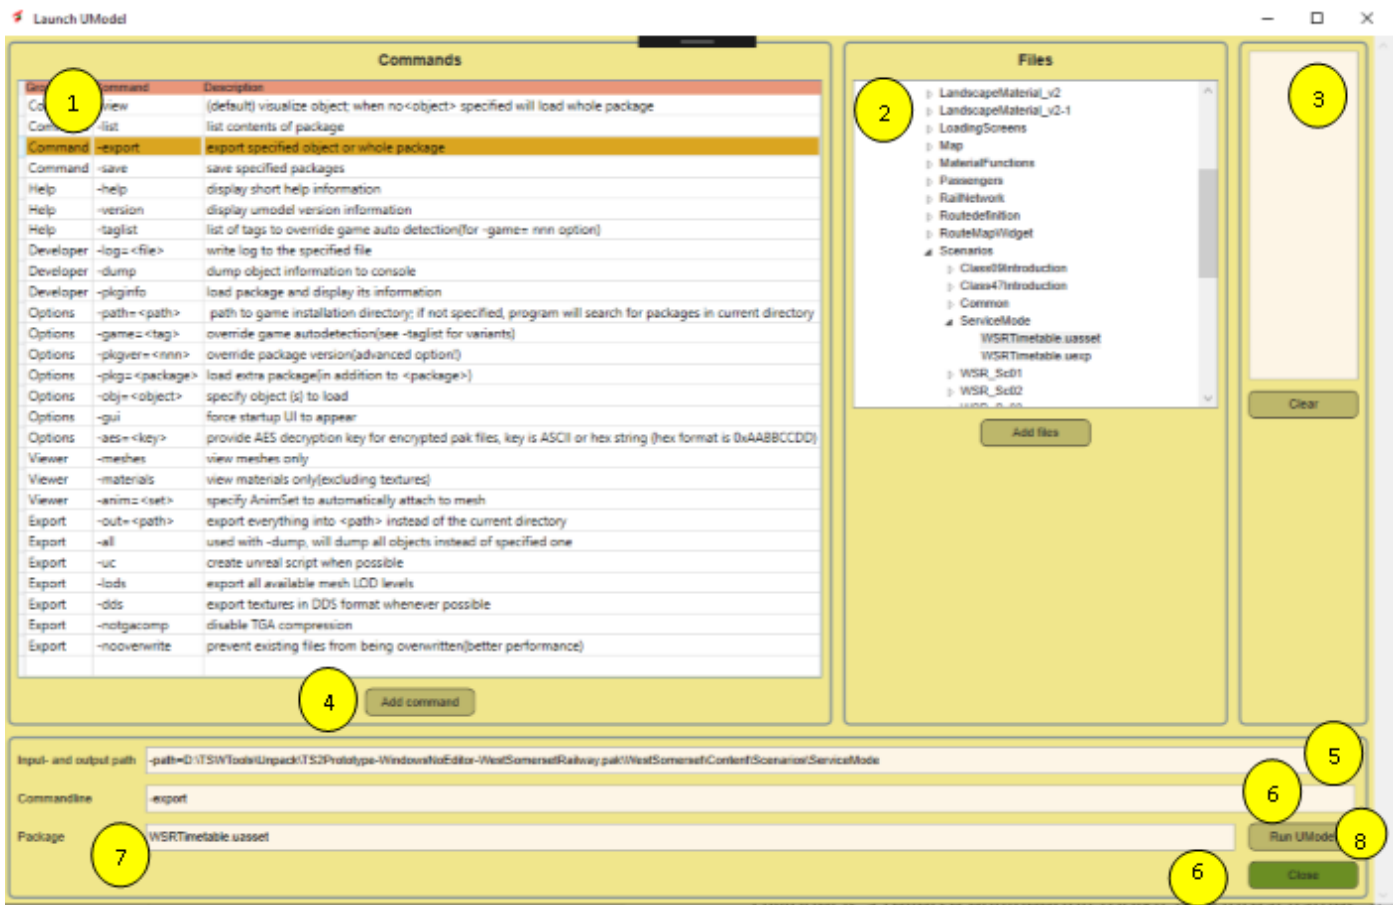 Launch UModel
Commands
Command Description
1
view (default) visualize object; when no<object> specified will load whole package
-list list contents of package
Command -export export specified object or whole package
Command -save save specified packages
Help -help display short help information
Help -version display umodel version information
Help -taglist list of tags to override game auto detection(for -game= nnn option)
Developer -log=<file> write log to the specified file
Developer -dump dump object information to console
Developer -pkginfo load package and display its information
Options -path=<path> path to game installation directory; if not specified, program will search for packages in current directory
Options -game=<tag> override game autodetection(see -taglist for variants)
Options -pkgver=<nnn> override package version(advanced option!)
Options -pkg=<package> load extra package(in addition to <package>)
Options -obj=<object> specify object (s) to load
Options -gui force startup UI to appear
Options -aes=<key> provide AES decryption key for encrypted pak files, key is ASCII or hex string (hex format is 0xAABBCCDD)
Viewer -meshes view meshes only
Viewer -materials view materials only(excluding textures)
Viewer -anim=<set> specify AnimSet to automatically attach to mesh
Export -out=<path> export everything into <path> instead of the current directory
Export -all used with -dump, will dump all objects instead of specified one
Export -uc create unreal script when possible
Export -lods export all available mesh LOD levels
Export -dds export textures in DDS format whenever possible
Export -notgacomp disable TGA compression
Export -nooverwrite prevent existing files from being overwritten(better performance)
4
Add command
Files
2
LandscapeMaterial_v2
LandscapeMaterial_v2-1
LoadingScreens
Map
MaterialFunctions
Passengers
RailNetwork
Routedefinition
RouteMapWidget
Scenarios
Class09Introduction
Class47Introduction
Common
ServiceMode
WSRTimetable.uasset
WSRTimetable.uexp
WSR_Sc01
WSR_Sc02
Add files
3
Clear
Input- and output path -path=D:\TSWTools\Unpack\TS2Prototype-WindowsNoEditor-WestSomersetRailway.pak\WestSomerset\Content\Scenarios\ServiceMode
5
Commandline -export
6
Package WSRTimetable.uasset
7
Run UModel
8
6
Close